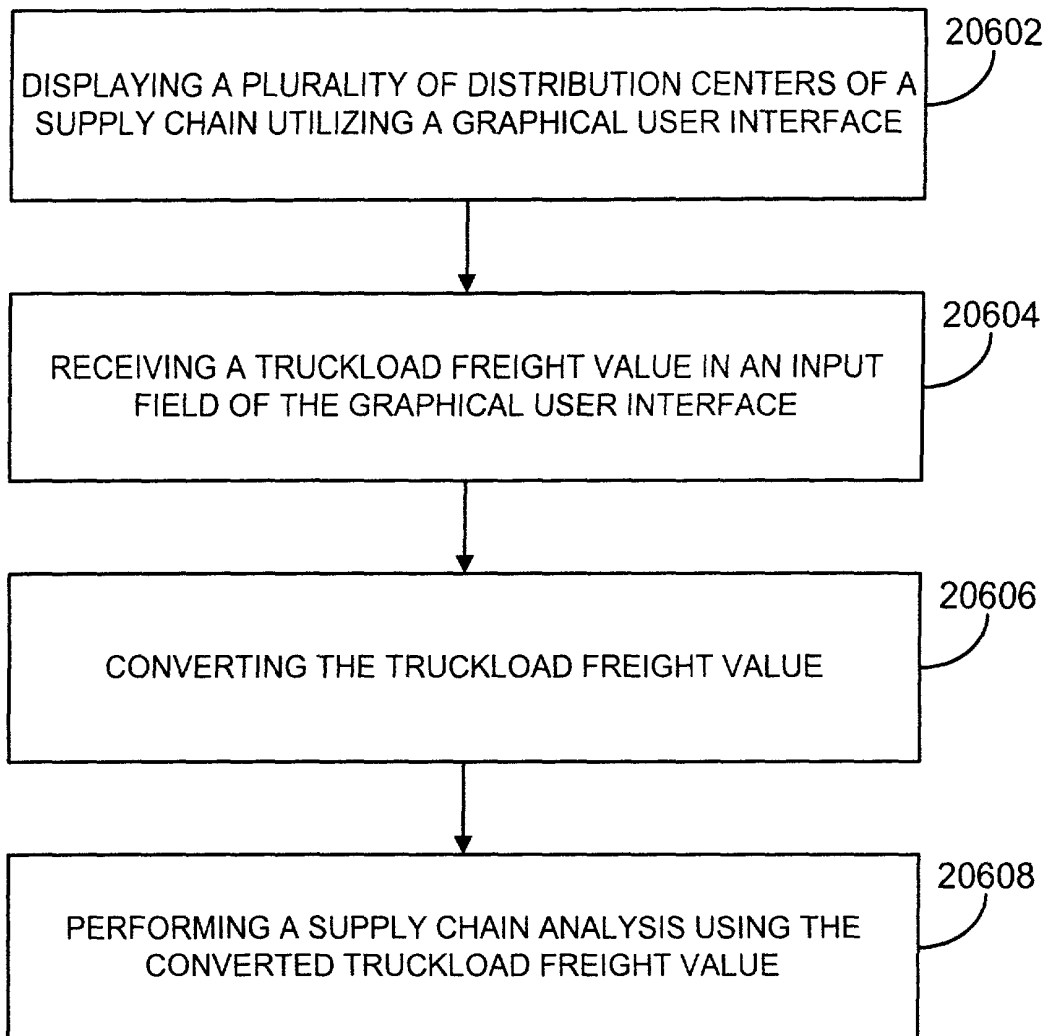 20602
DISPLAYING A PLURALITY OF DISTRIBUTION CENTERS OF A
SUPPLY CHAIN UTILIZING A GRAPHICAL USER INTERFACE
20604
RECEIVING A TRUCKLOAD FREIGHT VALUE IN AN INPUT
FIELD OF THE GRAPHICAL USER INTERFACE
20606
CONVERTING THE TRUCKLOAD FREIGHT VALUE
20608
PERFORMING A SUPPLY CHAIN ANALYSIS USING THE
CONVERTED TRUCKLOAD FREIGHT VALUE